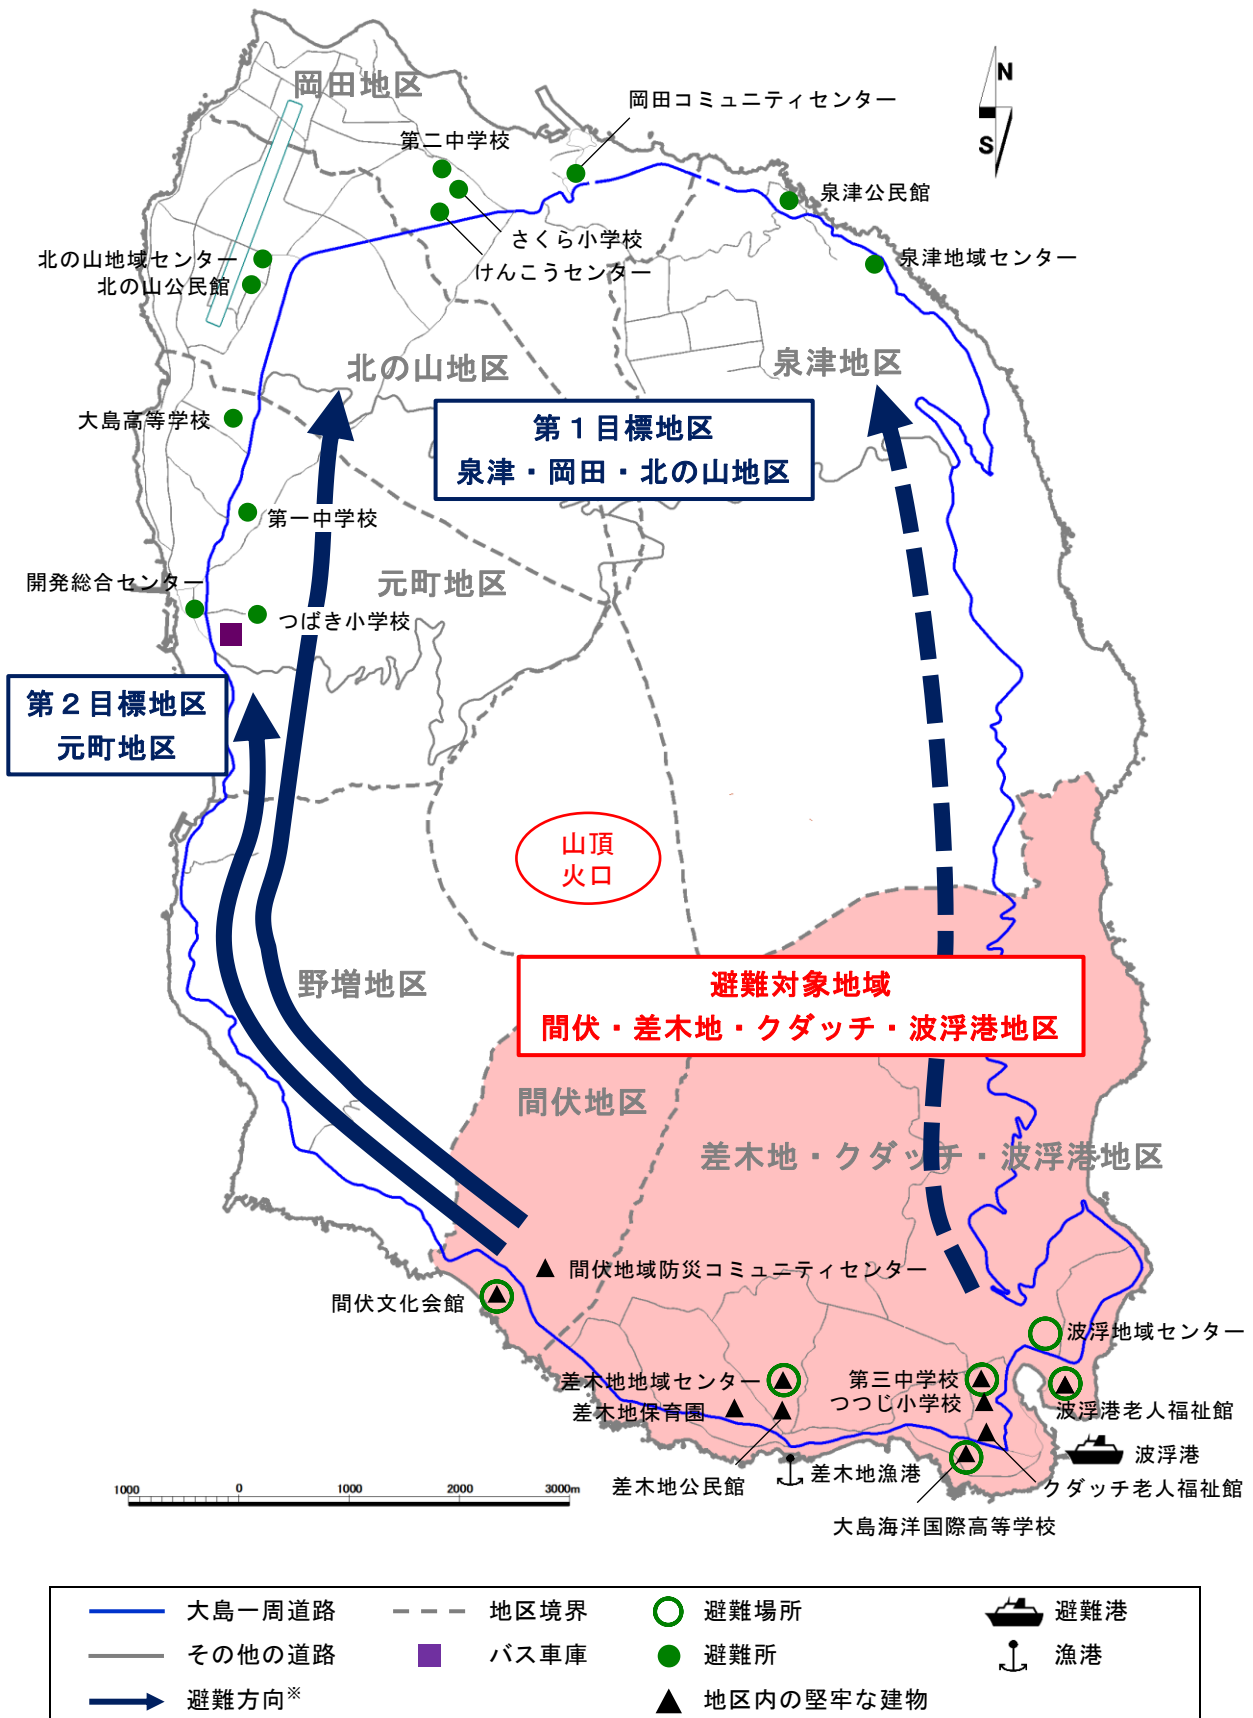 岡田地区
岡田コミュニティセンター
N
S
第二中学校
泉津公民館
さくら小学校
けんこうセンター
北の山地域センター
北の山公民館
泉津地域センター
北の山地区
泉津地区
大島高等学校
第１目標地区
泉津・岡田・北の山地区
第一中学校
開発総合センター
元町地区
つばき小学校
第２目標地区
元町地区
山頂
火口
野増地区
避難対象地域
間伏・差木地・クダッチ・波浮港地区
間伏地区
差木地・クダッチ・波浮港地区
間伏地域防災コミュニティセンター
間伏文化会館
波浮地域センター
差木地地域センター
第三中学校
つつじ小学校
差木地保育園
波浮港老人福祉館
波浮港
差木地公民館
差木地漁港
クダッチ老人福祉館
大島海洋国際高等学校
1000 0 1000 2000 3000m
大島一周道路
地区境界
避難場所
避難港
その他の道路
バス車庫
避難所
漁港
避難方向※
地区内の堅牢な建物